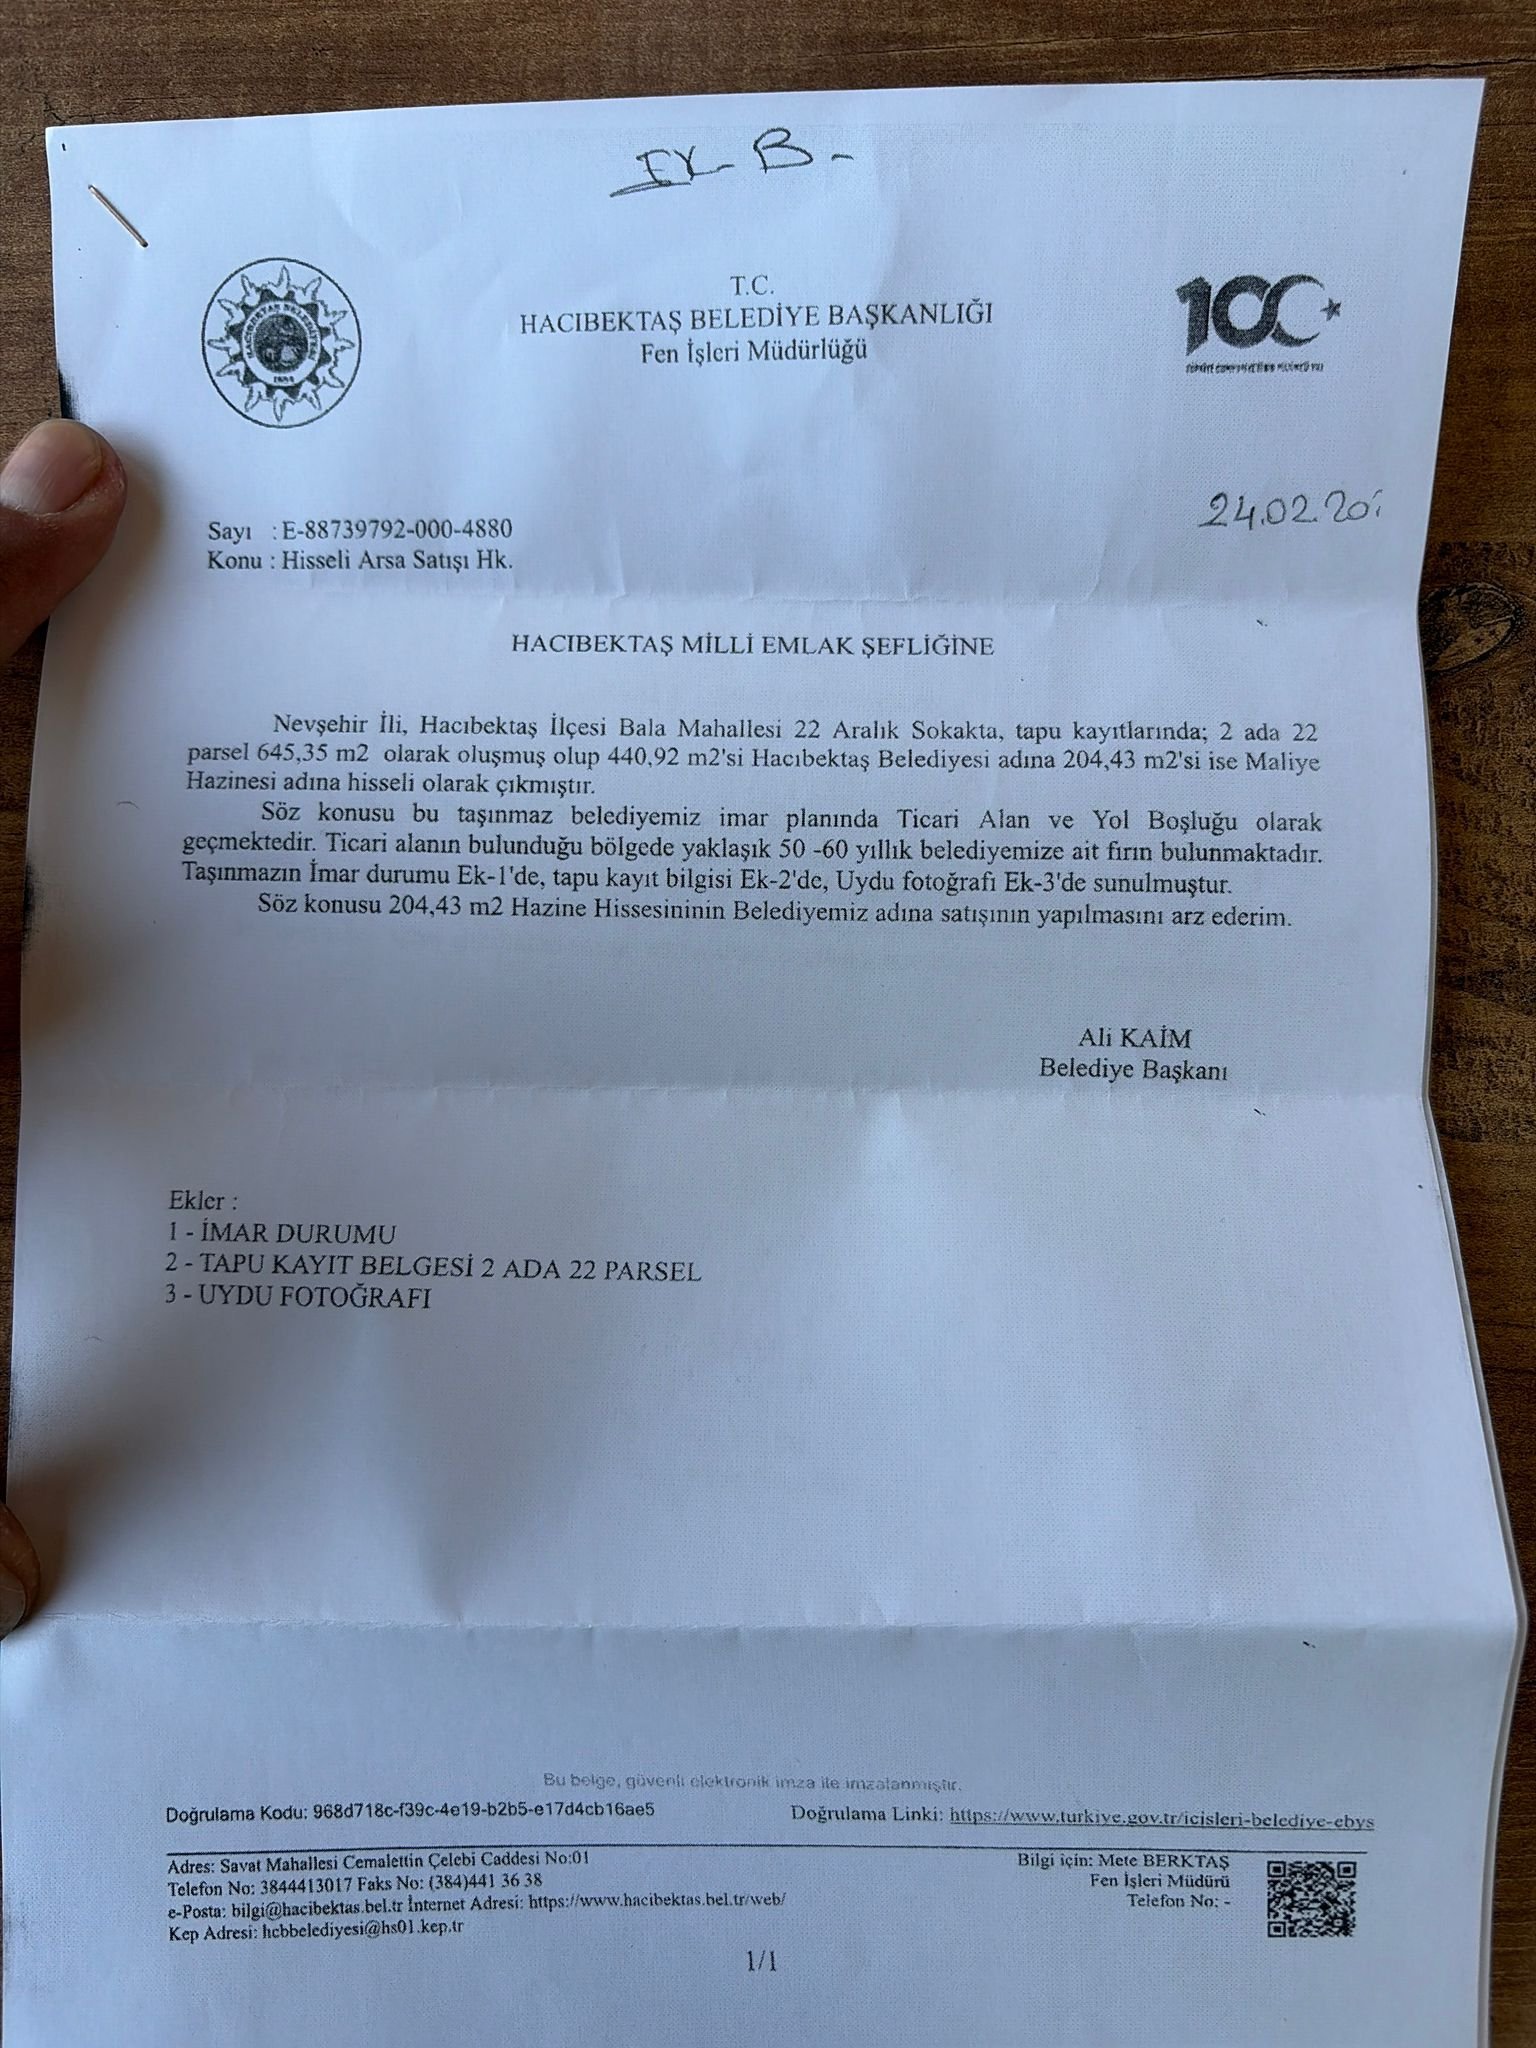 Ek-B-
T.C.
HACIBEKTAŞ BELEDİYE BAŞKANLIĞI
Fen İşleri Müdürlüğü
HACIBEKTAŞ BELEDİYESİ
100
TÜRKİYE CUMHURİYETİ'NİN YÜZÜNCÜ YILI
24.02.20
Sayı : E-88739792-000-4880
Konu : Hisseli Arsa Satışı Hk.
HACIBEKTAŞ MİLLİ EMLAK ŞEFLİĞİNE
Nevşehir İli, Hacıbektaş İlçesi Bala Mahallesi 22 Aralık Sokakta, tapu kayıtlarında; 2 ada 22
parsel 645,35 m2 olarak oluşmuş olup 440,92 m2'si Hacıbektaş Belediyesi adına 204,43 m2'si ise Maliye
Hazinesi adına hisseli olarak çıkmıştır.
Söz konusu bu taşınmaz belediyemiz imar planında Ticari Alan ve Yol Boşluğu olarak
geçmektedir. Ticari alanın bulunduğu bölgede yaklaşık 50 -60 yıllık belediyemize ait fırın bulunmaktadır.
Taşınmazın İmar durumu Ek-1'de, tapu kayıt bilgisi Ek-2'de, Uydu fotoğrafı Ek-3'de sunulmuştur.
Söz konusu 204,43 m2 Hazine Hissesininin Belediyemiz adına satışının yapılmasını arz ederim.
Ali KAİM
Belediye Başkanı
Ekler :
1 - İMAR DURUMU
2 - TAPU KAYIT BELGESİ 2 ADA 22 PARSEL
3 - UYDU FOTOĞRAFI
Bu belge, güvenli elektronik imza ile imzalanmıştır.
Doğrulama Kodu: 968d718c-f39c-4e19-b2b5-e17d4cb16ae5 Doğrulama Linki: https://www.turkiye.gov.tr/icisleri-belediye-ebys
Adres: Savat Mahallesi Cemalettin Çelebi Caddesi No:01
Telefon No: 3844413017 Faks No: (384)441 36 38
e-Posta: bilgi@hacibektas.bel.tr İnternet Adresi: https://www.hacibektas.bel.tr/web/
Kep Adresi: hcbbelediyesi@hs01.kep.tr
Bilgi için: Mete BERKTAŞ
Fen İşleri Müdürü
Telefon No: -
1/1